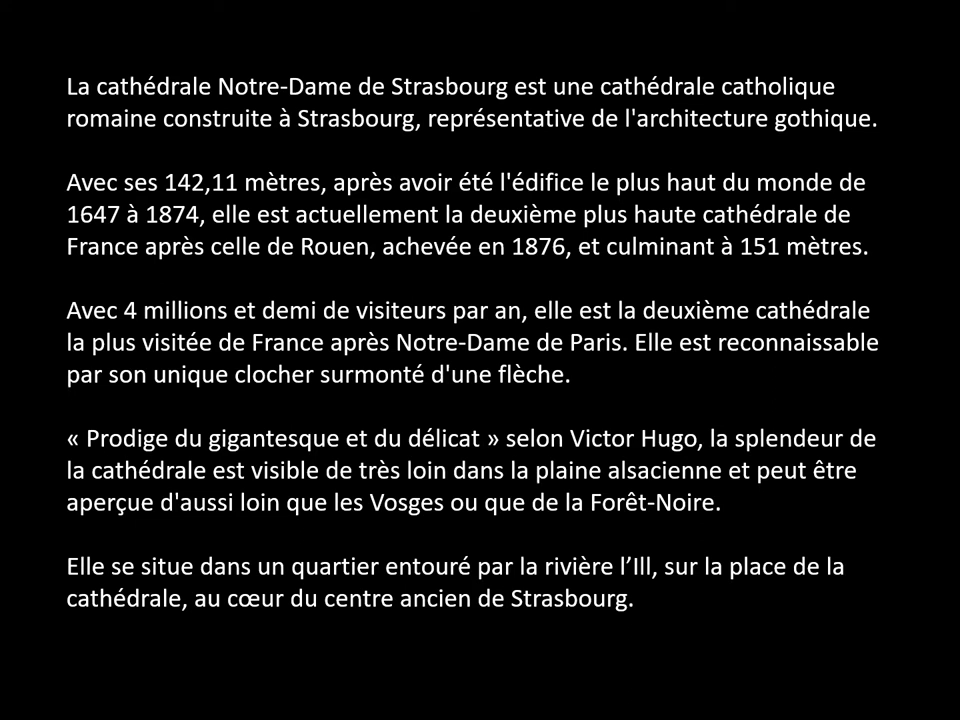 La cathédrale Notre-Dame de Strasbourg est une cathédrale catholique
romaine construite à Strasbourg, représentative de l'architecture gothique.
Avec ses 142,11 mètres, après avoir été l'édifice le plus haut du monde de
1647 à 1874, elle est actuellement la deuxième plus haute cathédrale de
France après celle de Rouen, achevée en 1876, et culminant à 151 mètres.
Avec 4 millions et demi de visiteurs par an, elle est la deuxième cathédrale
la plus visitée de France après Notre-Dame de Paris. Elle est reconnaissable
par son unique clocher surmonté d'une flèche.
« Prodige du gigantesque et du délicat » selon Victor Hugo, la splendeur de
la cathédrale est visible de très loin dans la plaine alsacienne et peut être
aperçue d'aussi loin que les Vosges ou que de la Forêt-Noire.
Elle se situe dans un quartier entouré par la rivière l’Ill, sur la place de la
cathédrale, au cœur du centre ancien de Strasbourg.